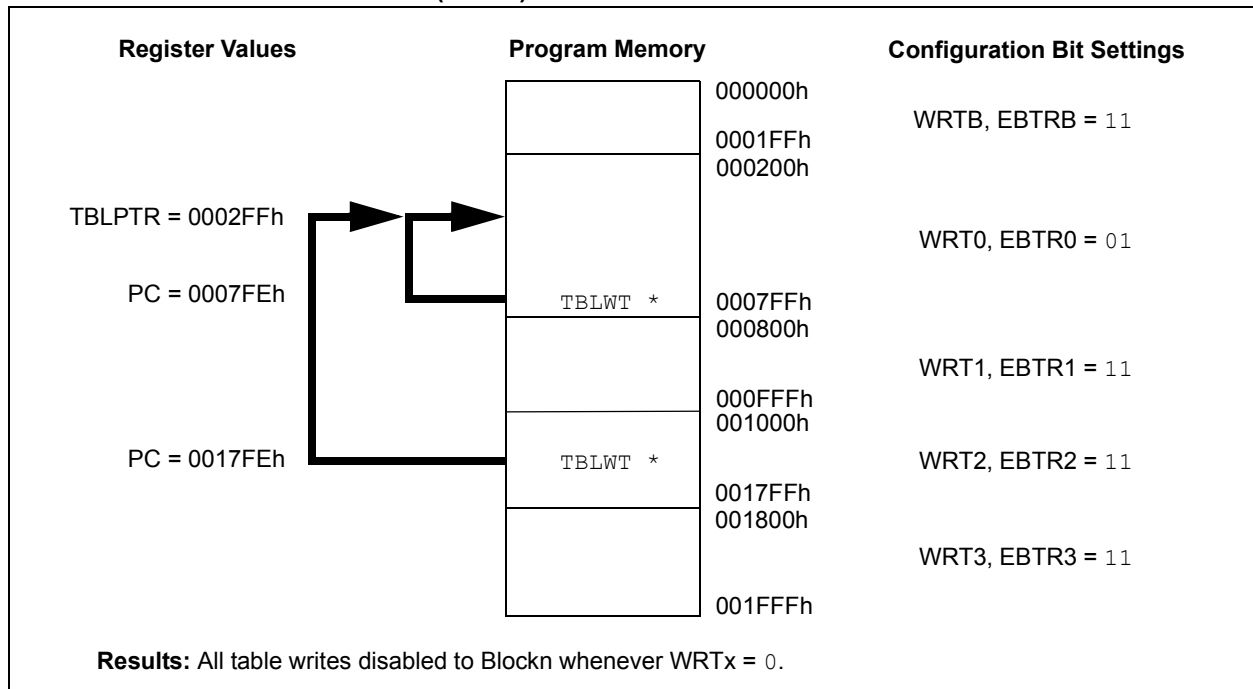 Register Values Program Memory Configuration Bit Settings
000000h
WRTB, EBTRB = 11
0001FFh
000200h
TBLPTR = 0002FFh
WRT0, EBTR0 = 01
PC = 0007FEh
TBLWT * 0007FFh
000800h
WRT1, EBTR1 = 11
000FFFh
001000h
PC = 0017FEh TBLWT * WRT2, EBTR2 = 11
0017FFh
001800h
WRT3, EBTR3 = 11
001FFFh
Results: All table writes disabled to Blockn whenever WRTx = 0.